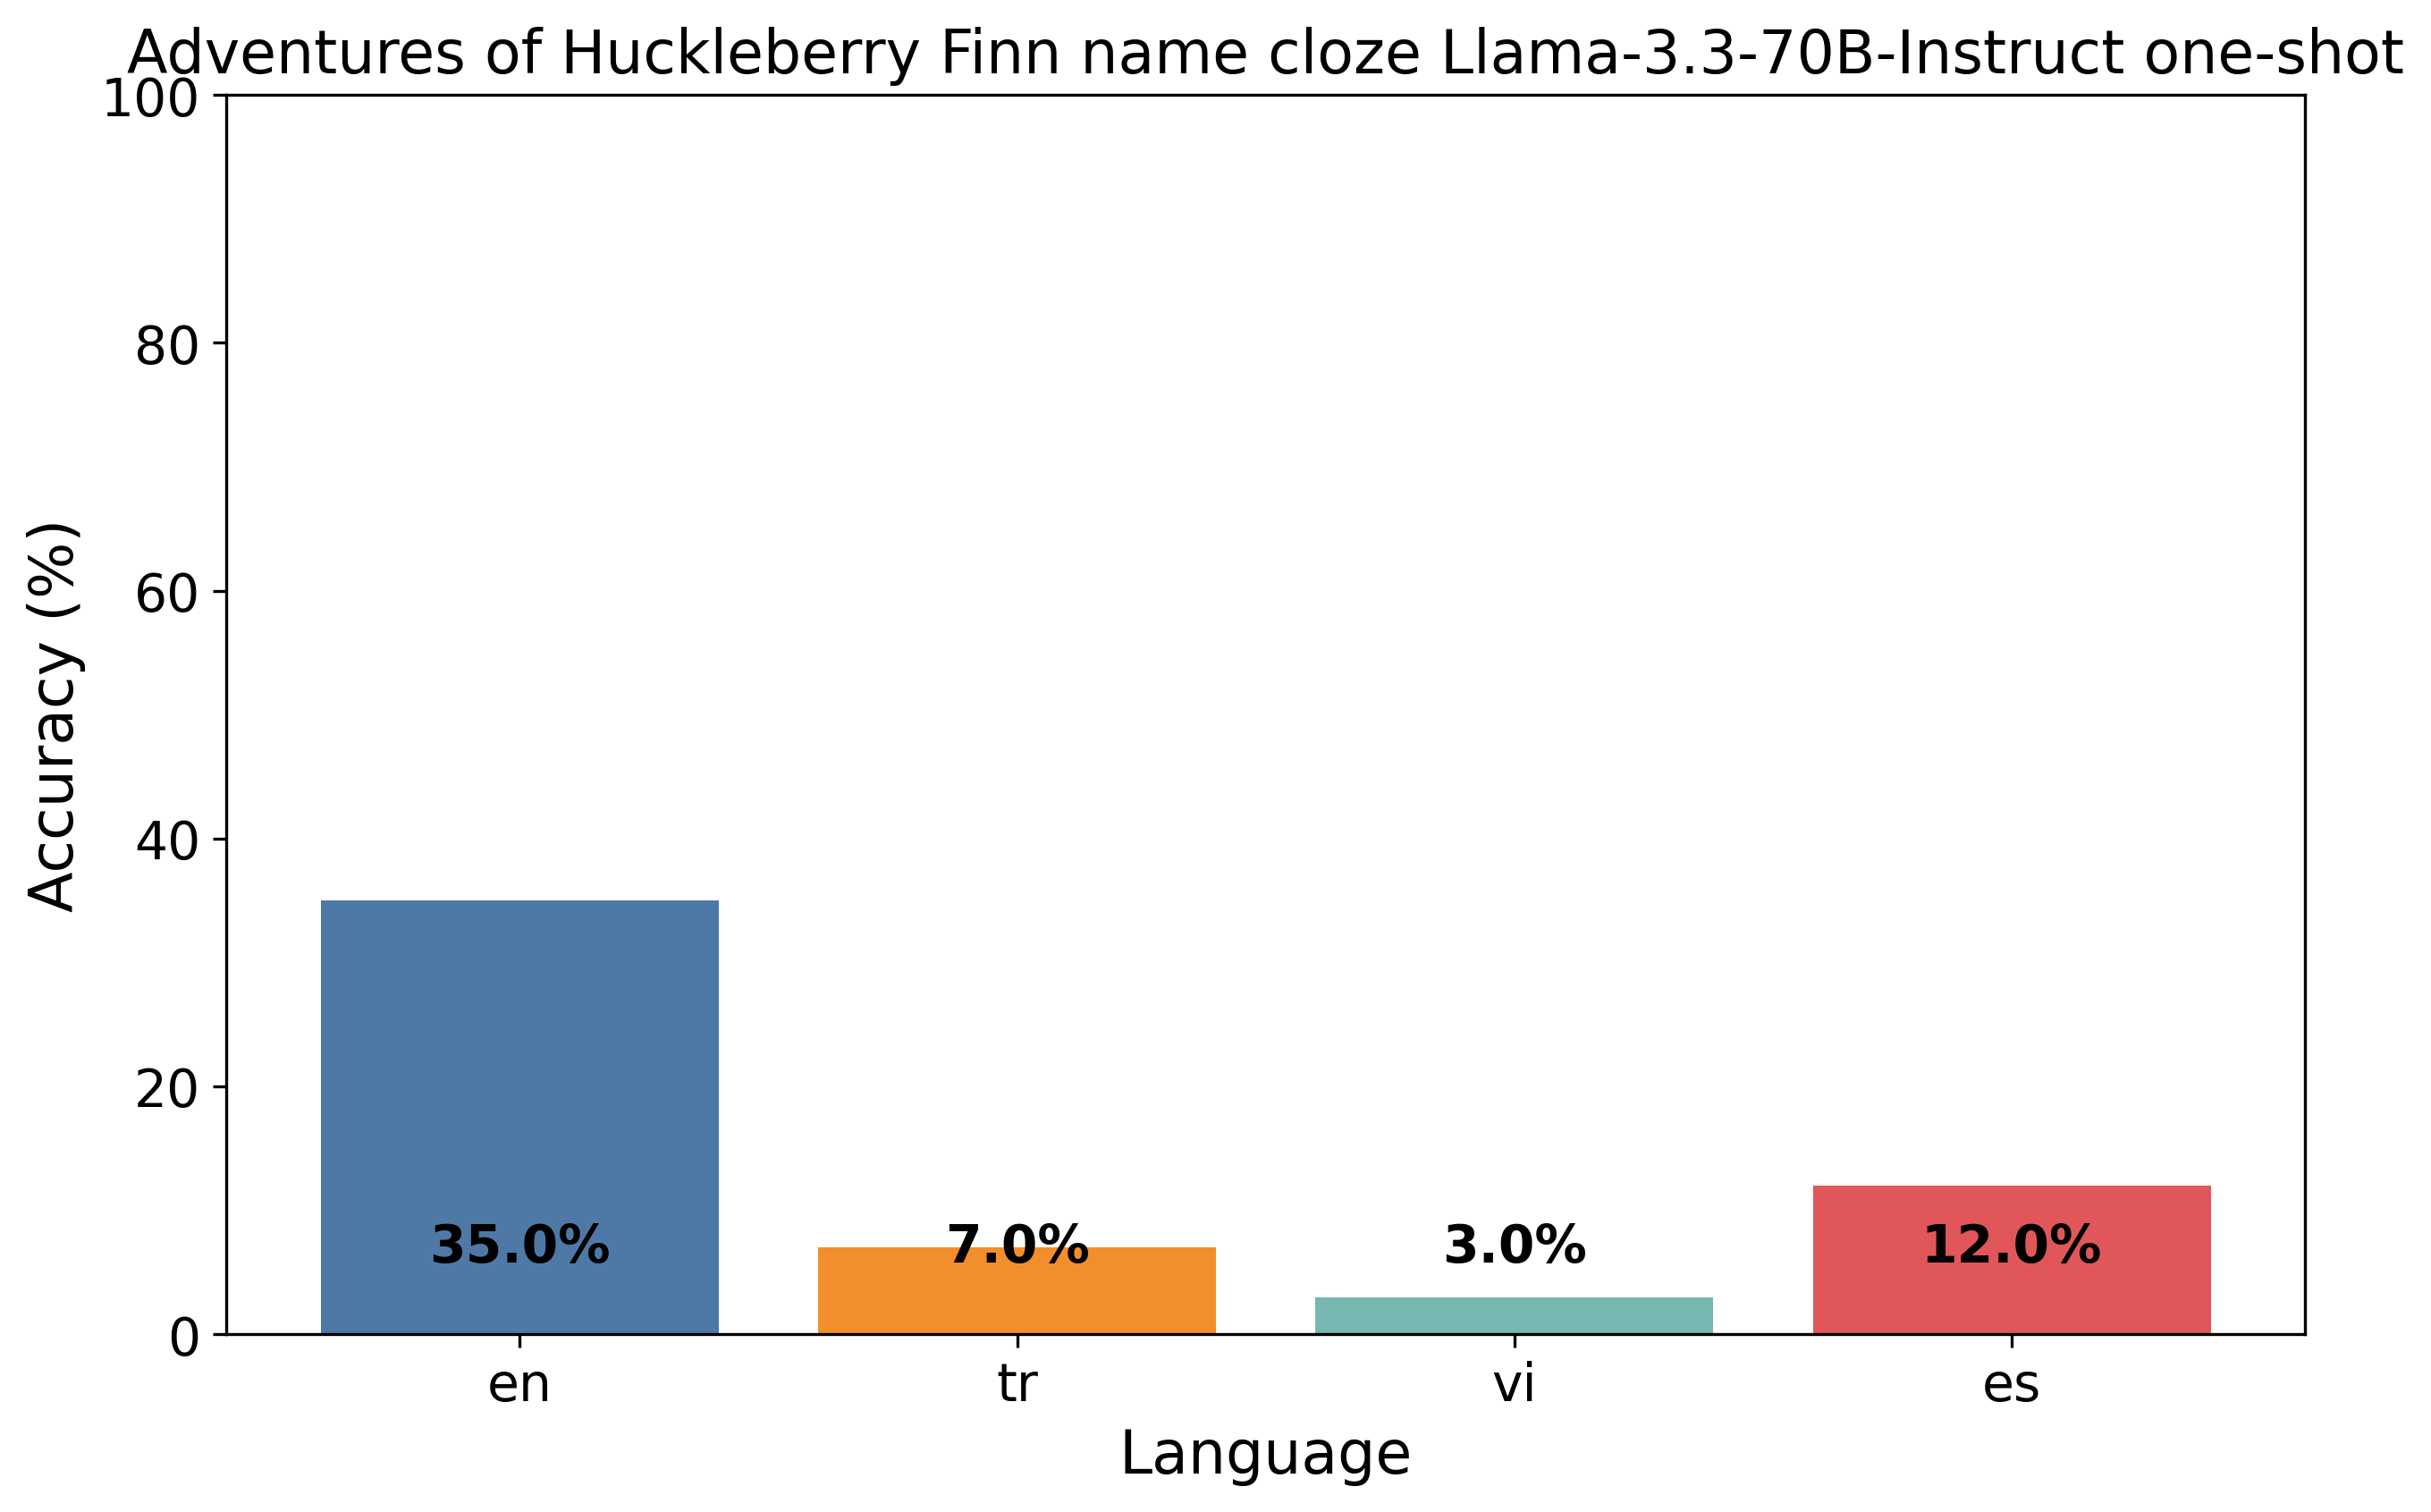 Adventures of Huckleberry Finn name cloze Llama-3.3-70B-Instruct one-shot
100
80
60
40
20
0
Accuracy (%)
35.0%
7.0%
3.0%
12.0%
en
tr
vi
es
Language